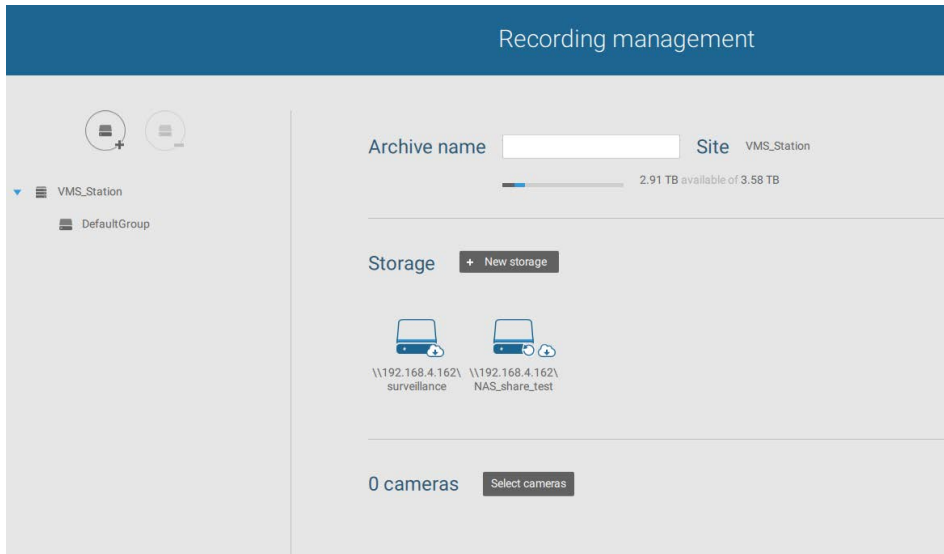 Recording management
VMS_Station
DefaultGroup
Archive name
Site VMS_Station
2.91 TB available of 3.58 TB
Storage
+ New storage
\\192.168.4.162\
surveillance
\\192.168.4.162\
NAS_share_test
0 cameras
Select cameras